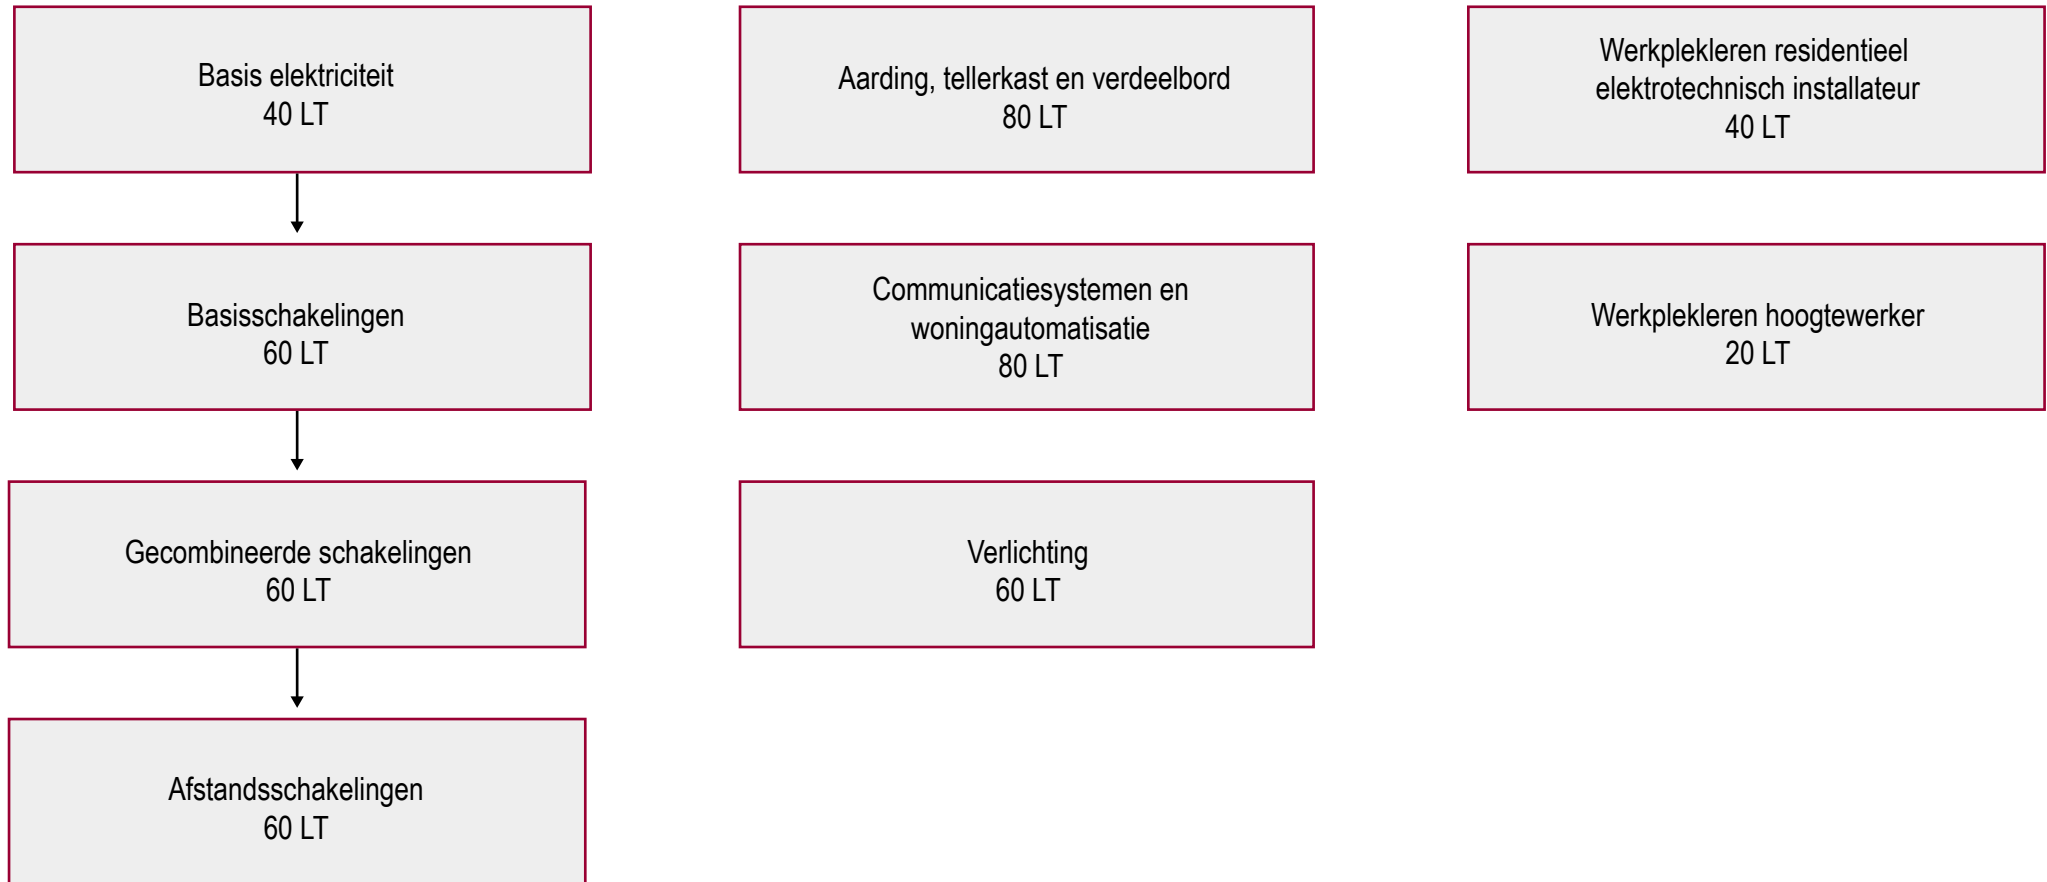 Basis elektriciteit
40 LT
Aarding, tellerkast en verdeelbord
80 LT
Werkplekleren residentieel
elektrotechnisch installateur
40 LT
Basisschakelingen
60 LT
Communicatiesystemen en
woningautomatisatie
80 LT
Werkplekleren hoogtewerker
20 LT
Gecombineerde schakelingen
60 LT
Verlichting
60 LT
Afstandsschakelingen
60 LT